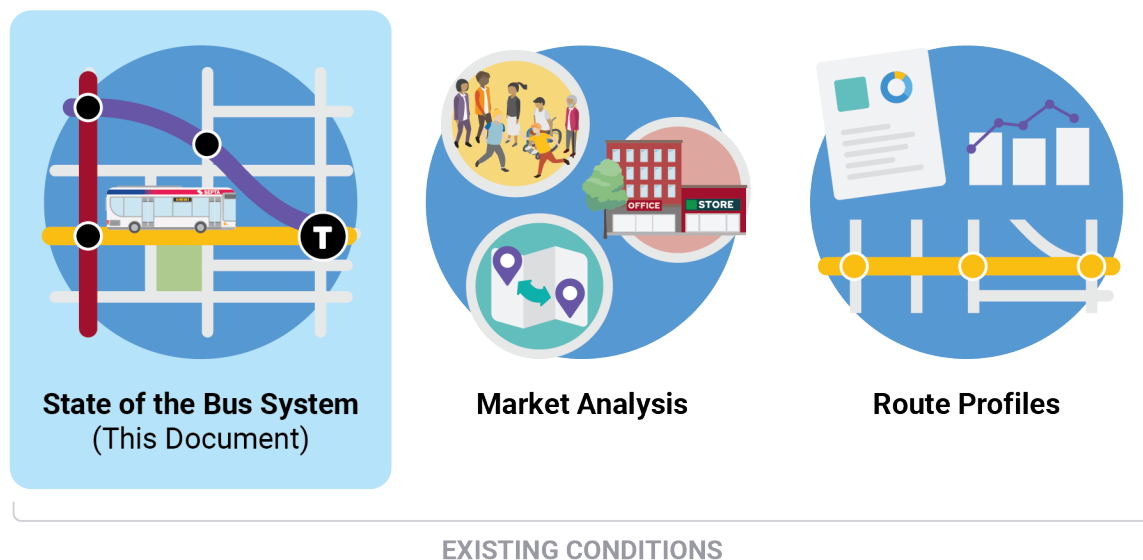 SEPTA
T
OFFICE
STORE
State of the Bus System
(This Document)
Market Analysis
Route Profiles
EXISTING CONDITIONS